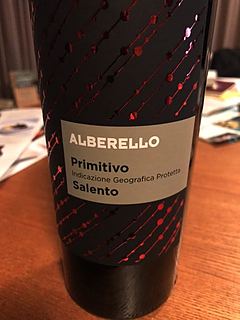 ALBERELLO
Primitivo
Indicazione Geografica Protetta
Salento